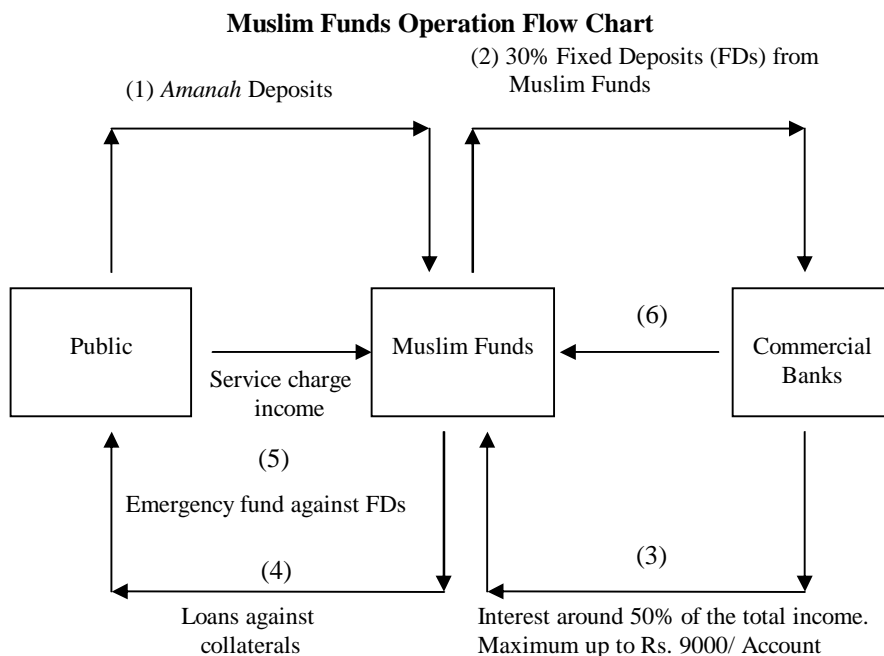 Muslim Funds Operation Flow Chart
(2) 30% Fixed Deposits (FDs) from
Muslim Funds
(1) Amanah Deposits
Public
Muslim Funds
(6)
Commercial
Banks
Service charge
income
(5)
Emergency fund against FDs
(4)
Loans against
collaterals
(3)
Interest around 50% of the total income.
Maximum up to Rs. 9000/ Account